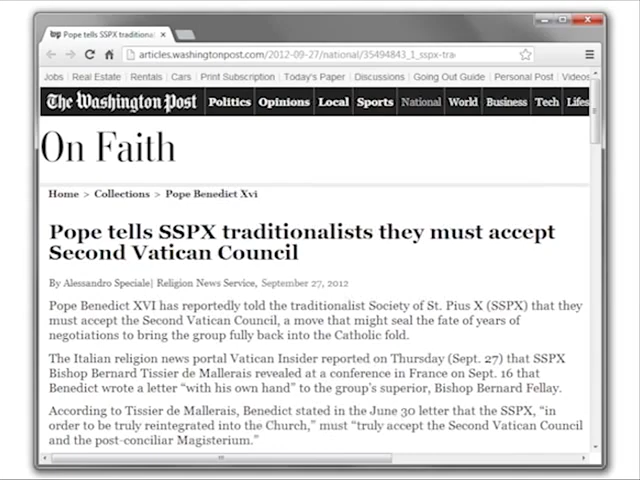 Pope tells SSPX traditiona
articles.washingtonpost.com/2012-09-27/national/35494843_1_sspx-tra
Jobs | Real Estate | Rentals | Cars | Print Subscription | Today's Paper | Discussions | Going Out Guide | Personal Post | Videos
The Washington Post Politics Opinions Local Sports National World Business Tech Lifes
On Faith
Home > Collections > Pope Benedict Xvi
Pope tells SSPX traditionalists they must accept
Second Vatican Council
By Alessandro Speciale| Religion News Service, September 27, 2012
Pope Benedict XVI has reportedly told the traditionalist Society of St. Pius X (SSPX) that they
must accept the Second Vatican Council, a move that might seal the fate of years of
negotiations to bring the group fully back into the Catholic fold.
The Italian religion news portal Vatican Insider reported on Thursday (Sept. 27) that SSPX
Bishop Bernard Tissier de Mallerais revealed at a conference in France on Sept. 16 that
Benedict wrote a letter “with his own hand” to the group's superior, Bishop Bernard Fellay.
According to Tissier de Mallerais, Benedict stated in the June 30 letter that the SSPX, “in
order to be truly reintegrated into the Church,” must “truly accept the Second Vatican Council
and the post-conciliar Magisterium.”